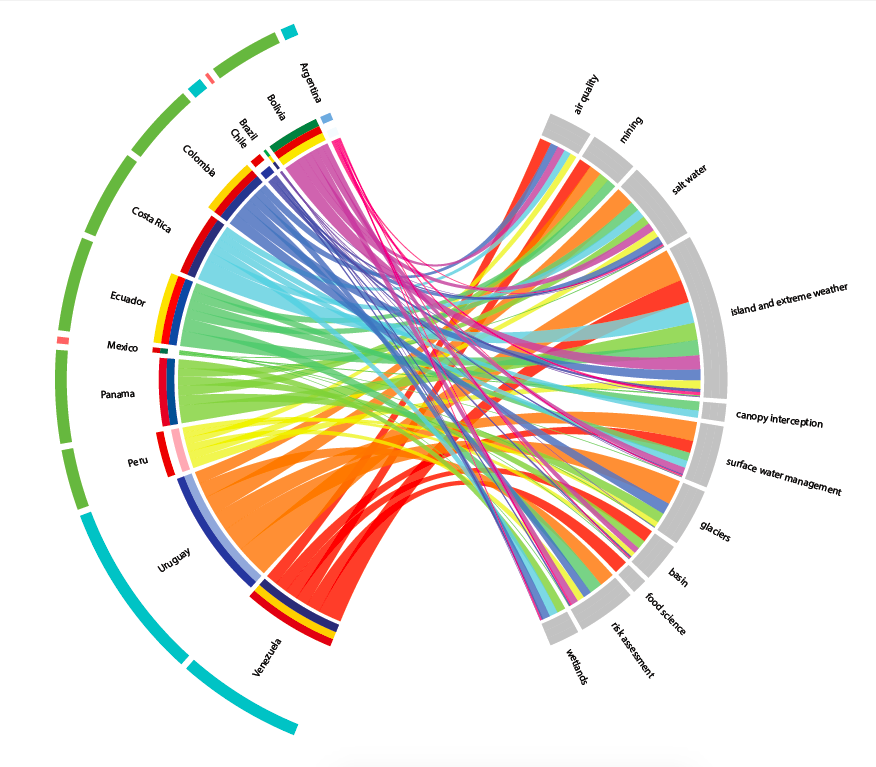 Argentina
Bolivia
Brazil
Chile
Colombia
Costa Rica
Ecuador
Mexico
Panama
Peru
Uruguay
Venezuela
air quality
mining
salt water
island and extreme weather
canopy interception
surface water management
glaciers
basin
food science
risk assessment
wetlands